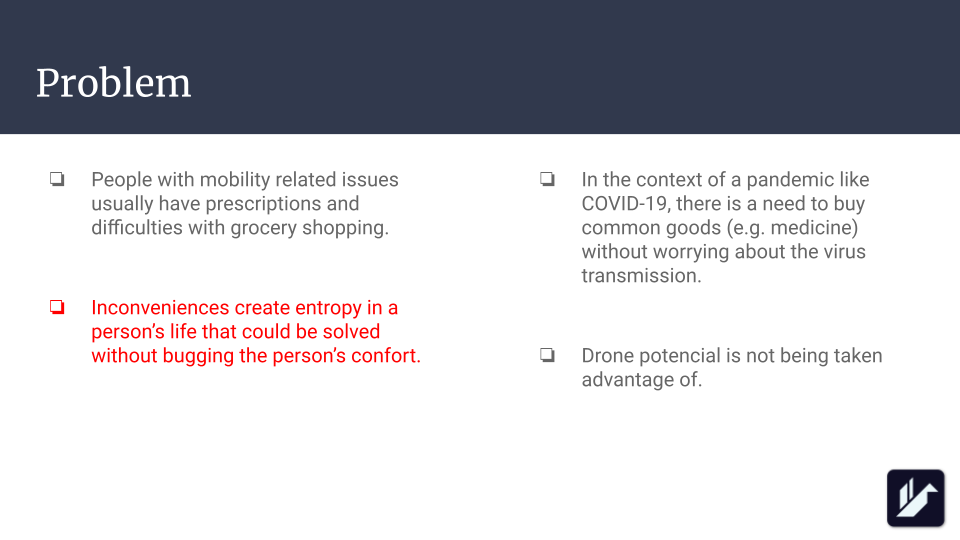 Problem
❏ People with mobility related issues
usually have prescriptions and
difficulties with grocery shopping.
❏ Inconveniences create entropy in a
person’s life that could be solved
without bugging the person’s confort.
❏ In the context of a pandemic like
COVID-19, there is a need to buy
common goods (e.g. medicine)
without worrying about the virus
transmission.
❏ Drone potencial is not being taken
advantage of.